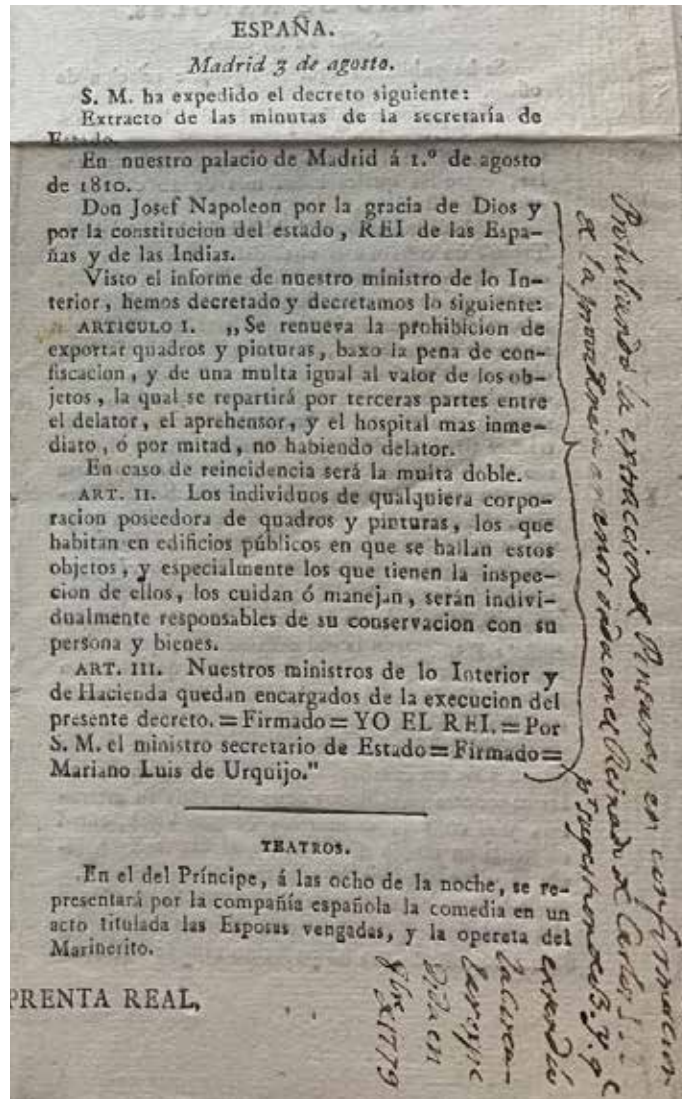 ESPAÑA.
Madrid 3 de agosto.
S. M. ha expedido el decreto siguiente:
Extracto de las minutas de la secretaría de
Estado.
En nuestro palacio de Madrid á 1.º de agosto
de 1810.
Don Josef Napoleon por la gracia de Dios y
por la constitucion del estado, REI de las Espa-
ñas y de las Indias.
Visto el informe de nuestro ministro de lo In-
terior, hemos decretado y decretamos lo siguiente:
ARTICULO I. „Se renueva la prohibicion de
exportar quadros y pinturas, baxo la pena de con-
fiscacion, y de una multa igual al valor de los ob-
jetos, la qual se repartirá por terceras partes entre
el delator, el aprehensor, y el hospital mas inme-
diato, ó por mitad, no habiendo delator.
En caso de reincidencia será la multa doble.
ART. II. Los individuos de qualquiera corpo-
racion poseedora de quadros y pinturas, los que
habitan en edificios públicos en que se hallan estos
objetos, y especialmente los que tienen la inspec-
cion de ellos, los cuidan ó manejan, serán indivi-
dualmente responsables de su conservacion con su
persona y bienes.
ART. III. Nuestros ministros de lo Interior y
de Hacienda quedan encargados de la execucion del
presente decreto.=Firmado=YO EL REI.=Por
S. M. el ministro secretario de Estado=Firmado=
Mariano Luis de Urquijo."
TEATROS.
En el del Príncipe, á las ocho de la noche, se re-
presentará por la compañía española la comedia en un
acto titulada las Esposas vengadas, y la opereta del
Marinerito.
PRENTA REAL,
Prohibiendo la extraccion de Pinturas en confirmacion
de la providencia en el Reinado de Carlos
de 1779